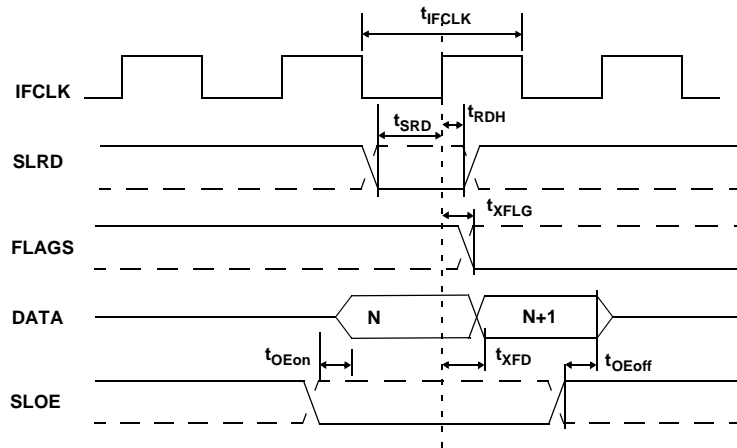 tIFCLK
IFCLK
tSRD
tRDH
SLRD
tXFLG
FLAGS
DATA
N
N+1
tOEon
tXFD
tOEoff
SLOE